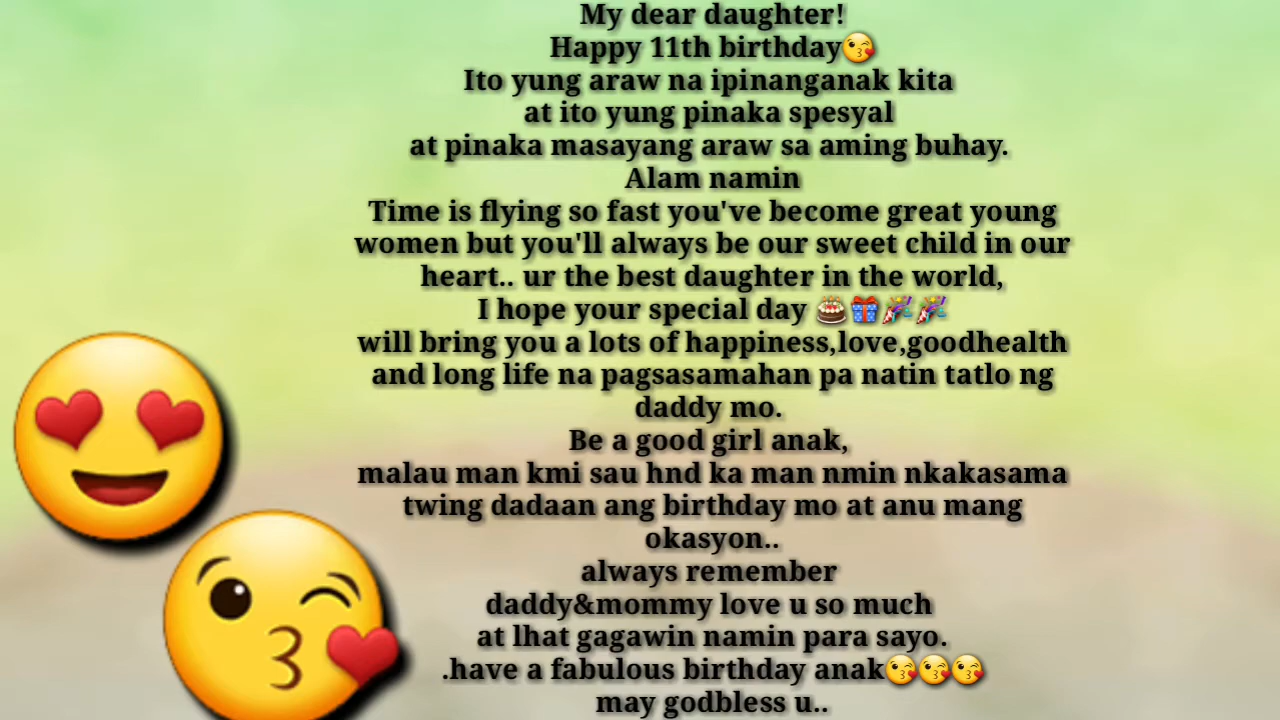 My dear daughter!
Happy 11th birthday😘
Ito yung araw na ipinanganak kita
at ito yung pinaka spesyal
at pinaka masayang araw sa aming buhay.
Alam namin
Time is flying so fast you've become great young
women but you'll always be our sweet child in our
heart.. ur the best daughter in the world,
I hope your special day 🎂🎁🎉🎉
will bring you a lots of happiness,love,goodhealth
and long life na pagsasamahan pa natin tatlo ng
daddy mo.
Be a good girl anak,
malau man kmi sau hnd ka man nmin nkakasama
twing dadaan ang birthday mo at anu mang
okasyon..
always remember
daddy&mommy love u so much
at lhat gagawin namin para sayo.
.have a fabulous birthday anak😘😘😘
may godbless u..